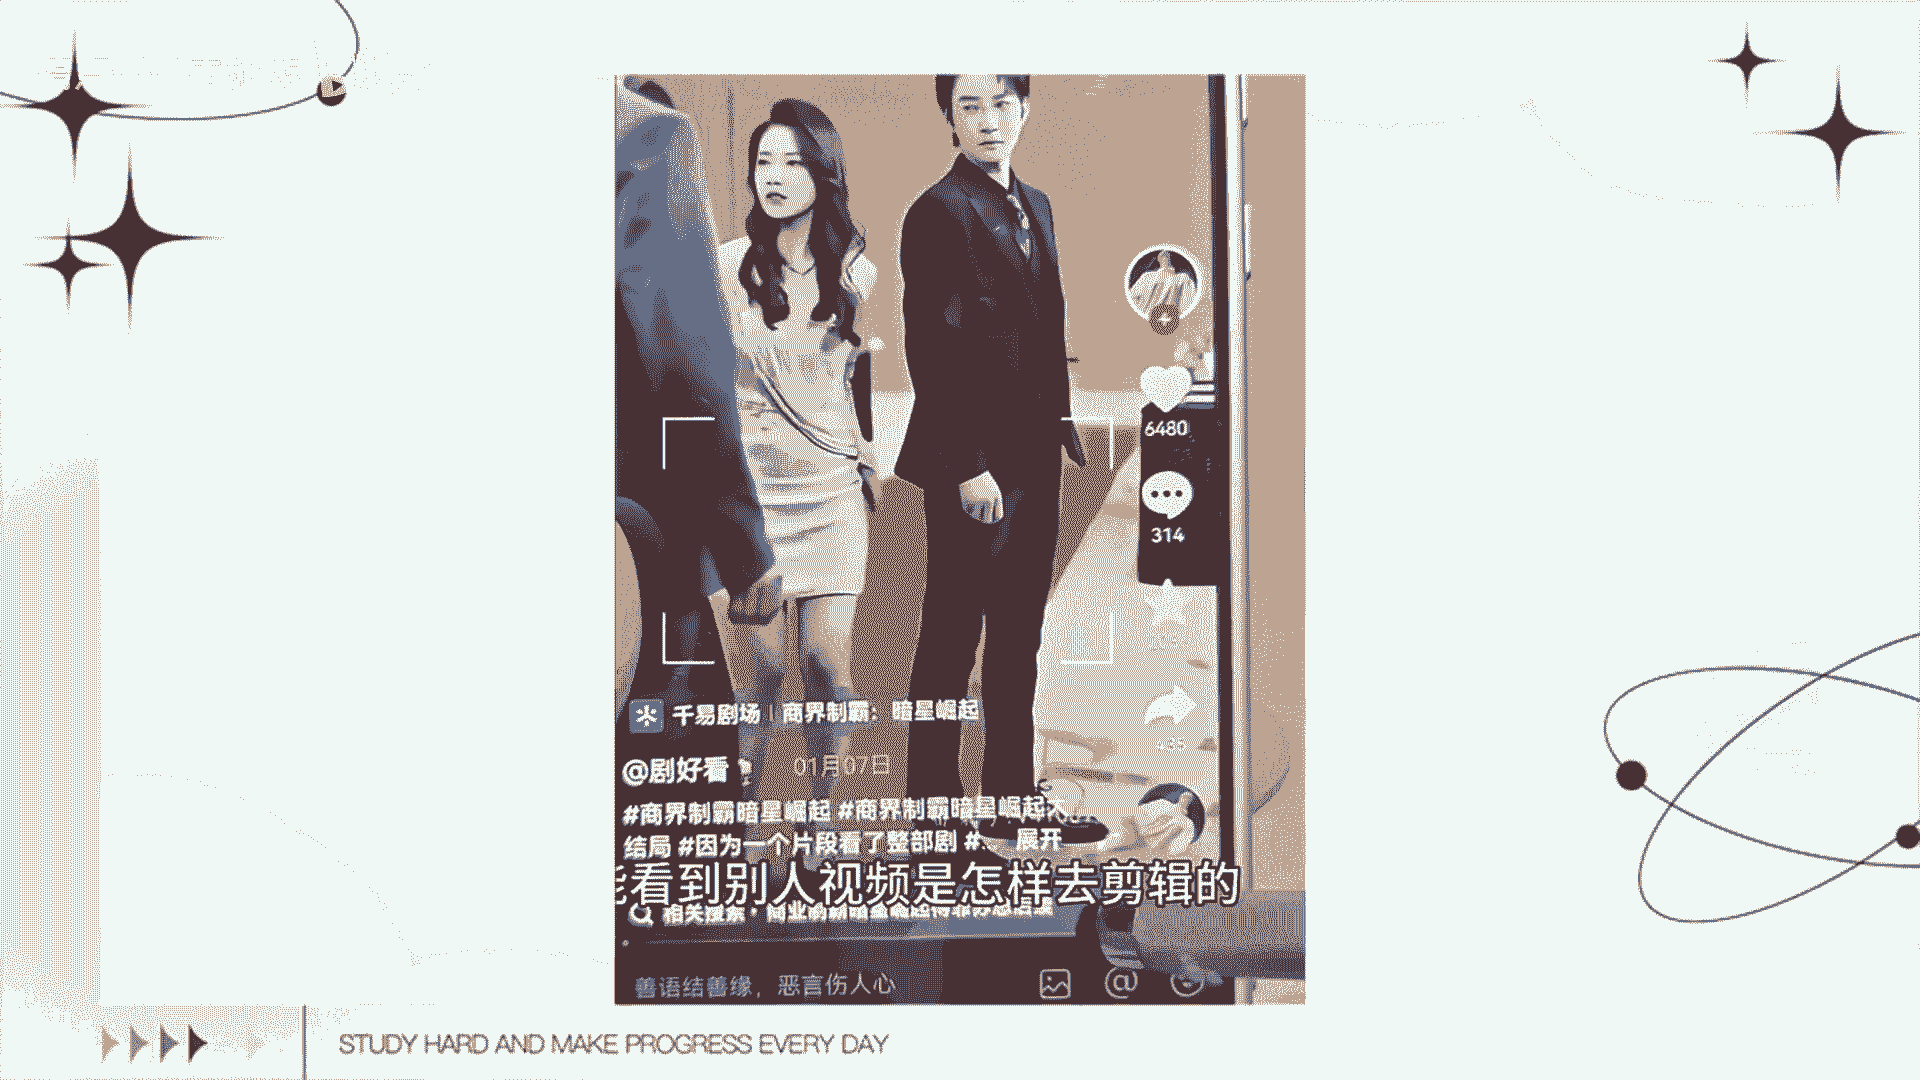 6480
314
千易剧场 | 商界制霸：暗星崛起
@剧好看
01月07日
#商界制霸暗星崛起 #商界制霸暗星崛起大
结局 #因为一个片段看了整部剧 #... 展开
看到别人视频是怎样去剪辑的
相关搜索·
善语结善缘，恶言伤人心
STUDY HARD AND MAKE PROGRESS EVERY DAY